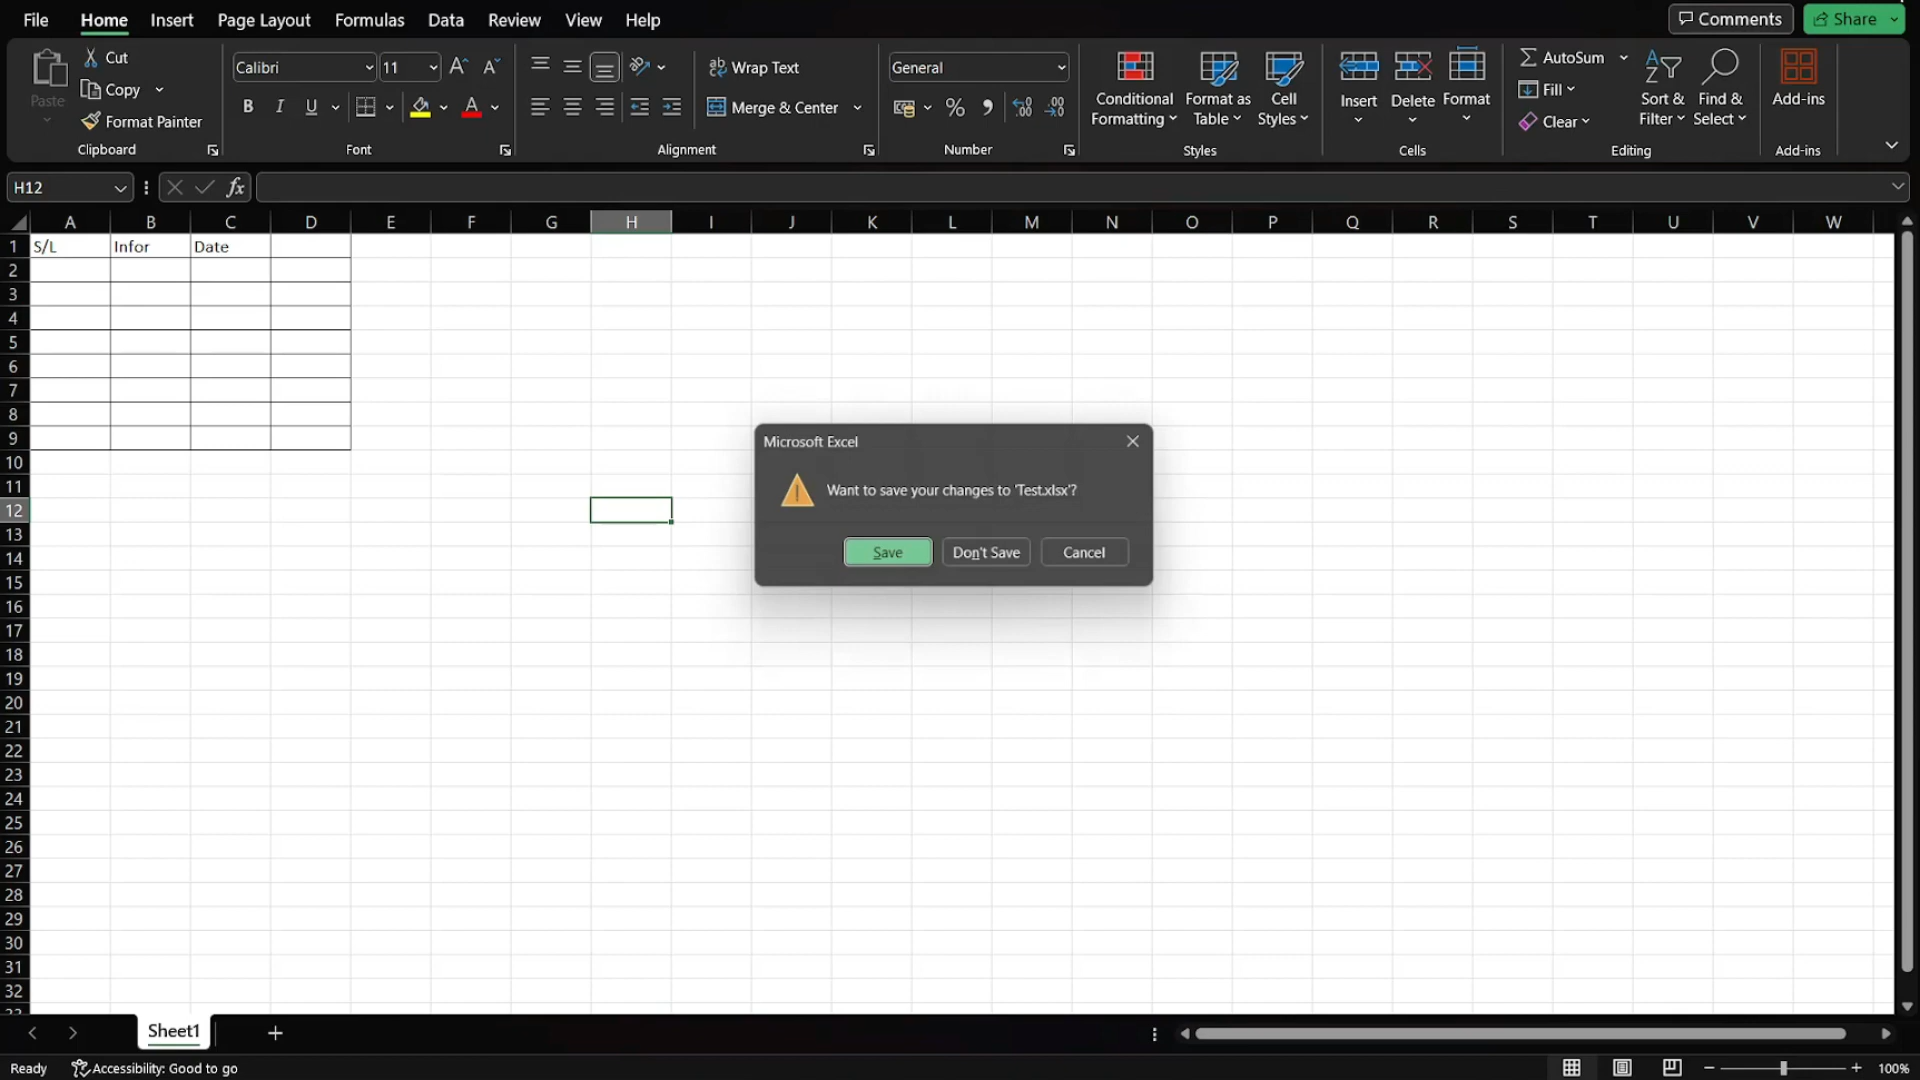 File Home Insert Page Layout Formulas Data Review View Help Comments Share
Paste Cut Copy Format Painter Clipboard
Calibri 11 B I U A Font
Wrap Text Merge & Center Alignment
General % Number
Conditional Formatting Format as Table Cell Styles Styles
Insert Delete Format Cells
AutoSum Fill Clear Sort & Filter Find & Select Editing
Add-ins Add-ins
H12 fx
A B C D E F G H I J K L M N O P Q R S T U V W
1 S/L Infor Date
2
3
4
5
6
7
8
9
10
11
12
13
14
15
16
17
18
19
20
21
22
23
24
25
26
27
28
29
30
31
32
Microsoft Excel
Want to save your changes to 'Test.xlsx'?
Save Don't Save Cancel
Sheet1
Ready Accessibility: Good to go 100%